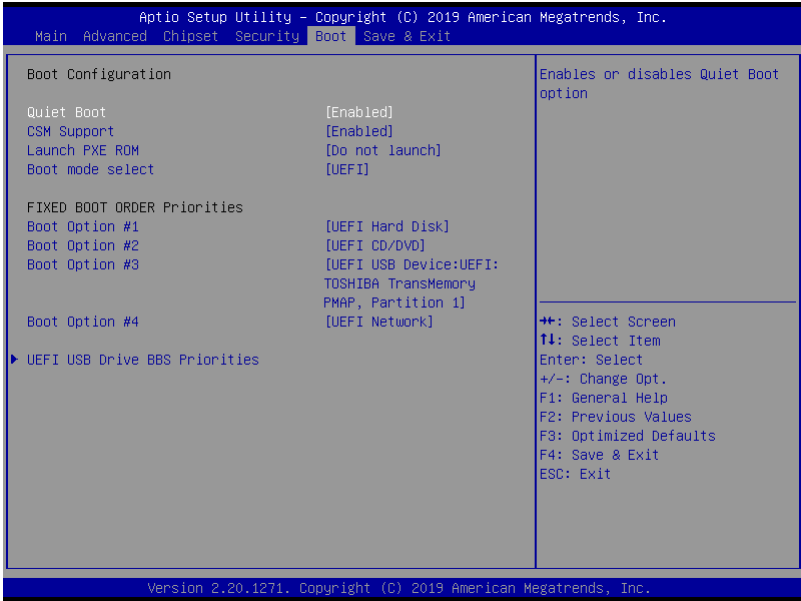 Aptio Setup Utility – Copyright (C) 2019 American Megatrends, Inc.
Main Advanced Chipset Security Boot Save & Exit
Boot Configuration
Quiet Boot [Enabled]
CSM Support [Enabled]
Launch PXE ROM [Do not launch]
Boot mode select [UEFI]
FIXED BOOT ORDER Priorities
Boot Option #1 [UEFI Hard Disk]
Boot Option #2 [UEFI CD/DVD]
Boot Option #3 [UEFI USB Device:UEFI:
TOSHIBA TransMemory
PMAP, Partition 1]
Boot Option #4 [UEFI Network]
UEFI USB Drive BBS Priorities
Enables or disables Quiet Boot
option
→←: Select Screen
↑↓: Select Item
Enter: Select
+/-: Change Opt.
F1: General Help
F2: Previous Values
F3: Optimized Defaults
F4: Save & Exit
ESC: Exit
Version 2.20.1271. Copyright (C) 2019 American Megatrends, Inc.